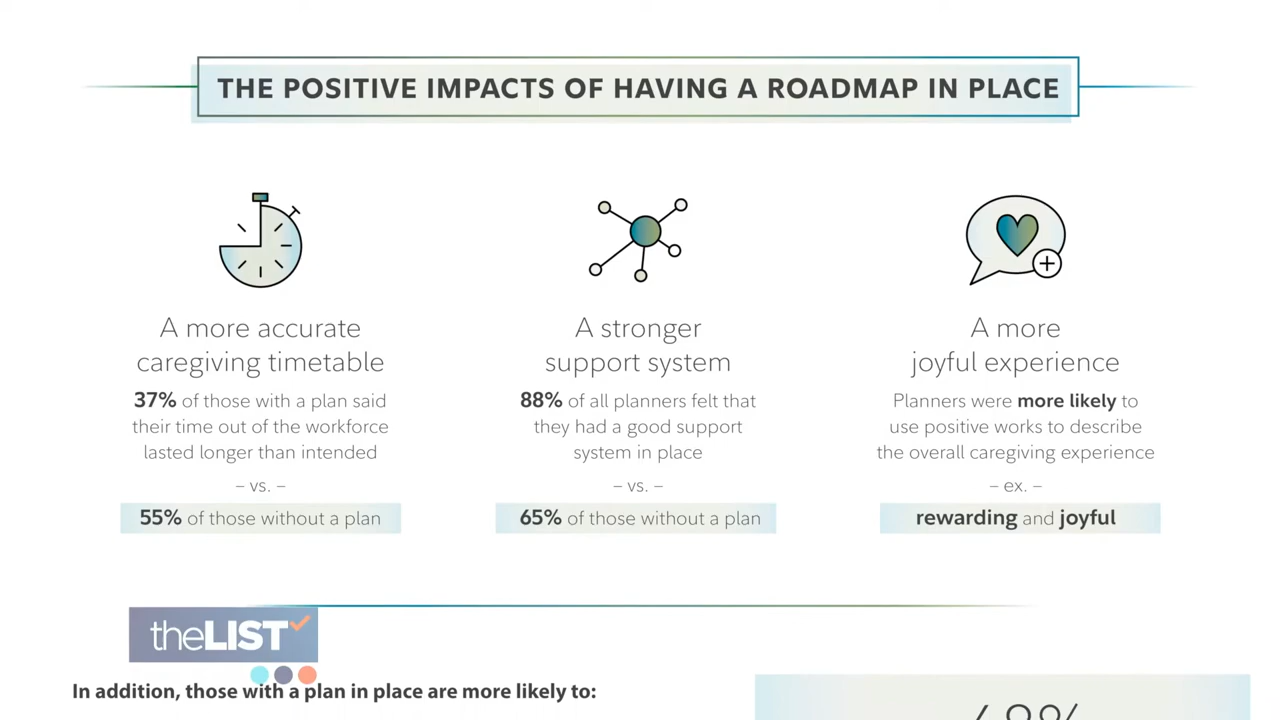 THE POSITIVE IMPACTS OF HAVING A ROADMAP IN PLACE
A more accurate
caregiving timetable
37% of those with a plan said
their time out of the workforce
lasted longer than intended
– vs. –
55% of those without a plan
A stronger
support system
88% of all planners felt that
they had a good support
system in place
– vs. –
65% of those without a plan
A more
joyful experience
Planners were more likely to
use positive works to describe
the overall caregiving experience
– ex. –
rewarding and joyful
theLIST
In addition, those with a plan in place are more likely to: